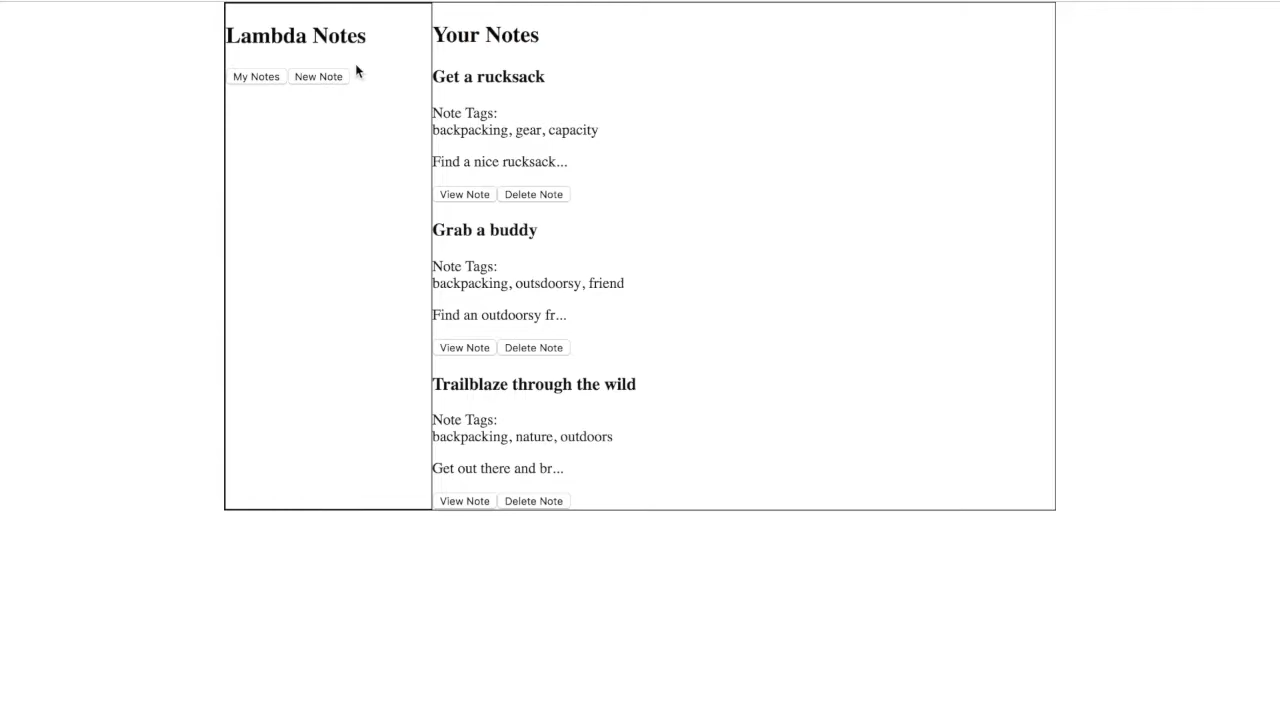 Lambda Notes
My Notes New Note
Your Notes
Get a rucksack
Note Tags:
backpacking, gear, capacity
Find a nice rucksack...
View Note Delete Note
Grab a buddy
Note Tags:
backpacking, outsdoorsy, friend
Find an outdoorsy fr...
View Note Delete Note
Trailblaze through the wild
Note Tags:
backpacking, nature, outdoors
Get out there and br...
View Note Delete Note